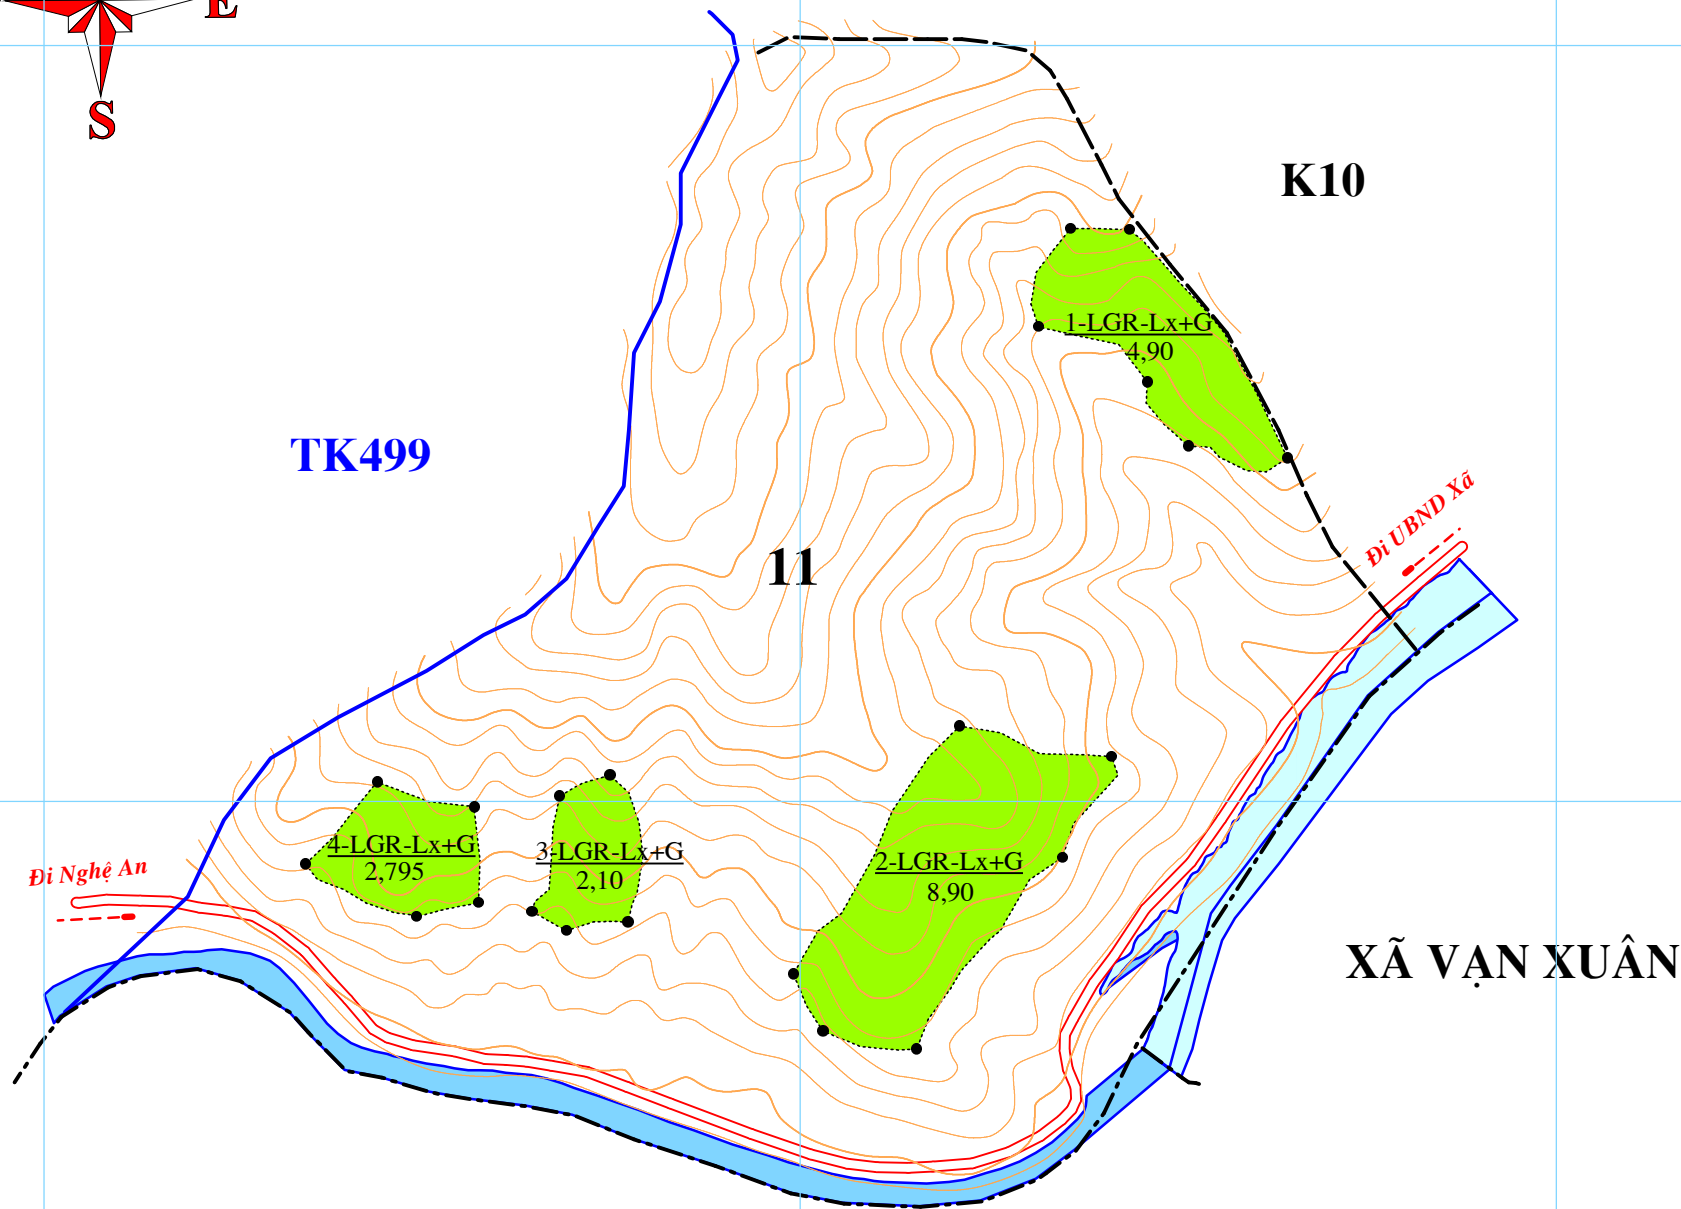 E
S
K10
1-LGR-Lx+G
4,90
TK499
Đi UBND Xã
11
4-LGR-Lx+G
2,795
3-LGR-Lx+G
2,10
2-LGR-Lx+G
8,90
Đi Nghệ An
XÃ VẠN XUÂN